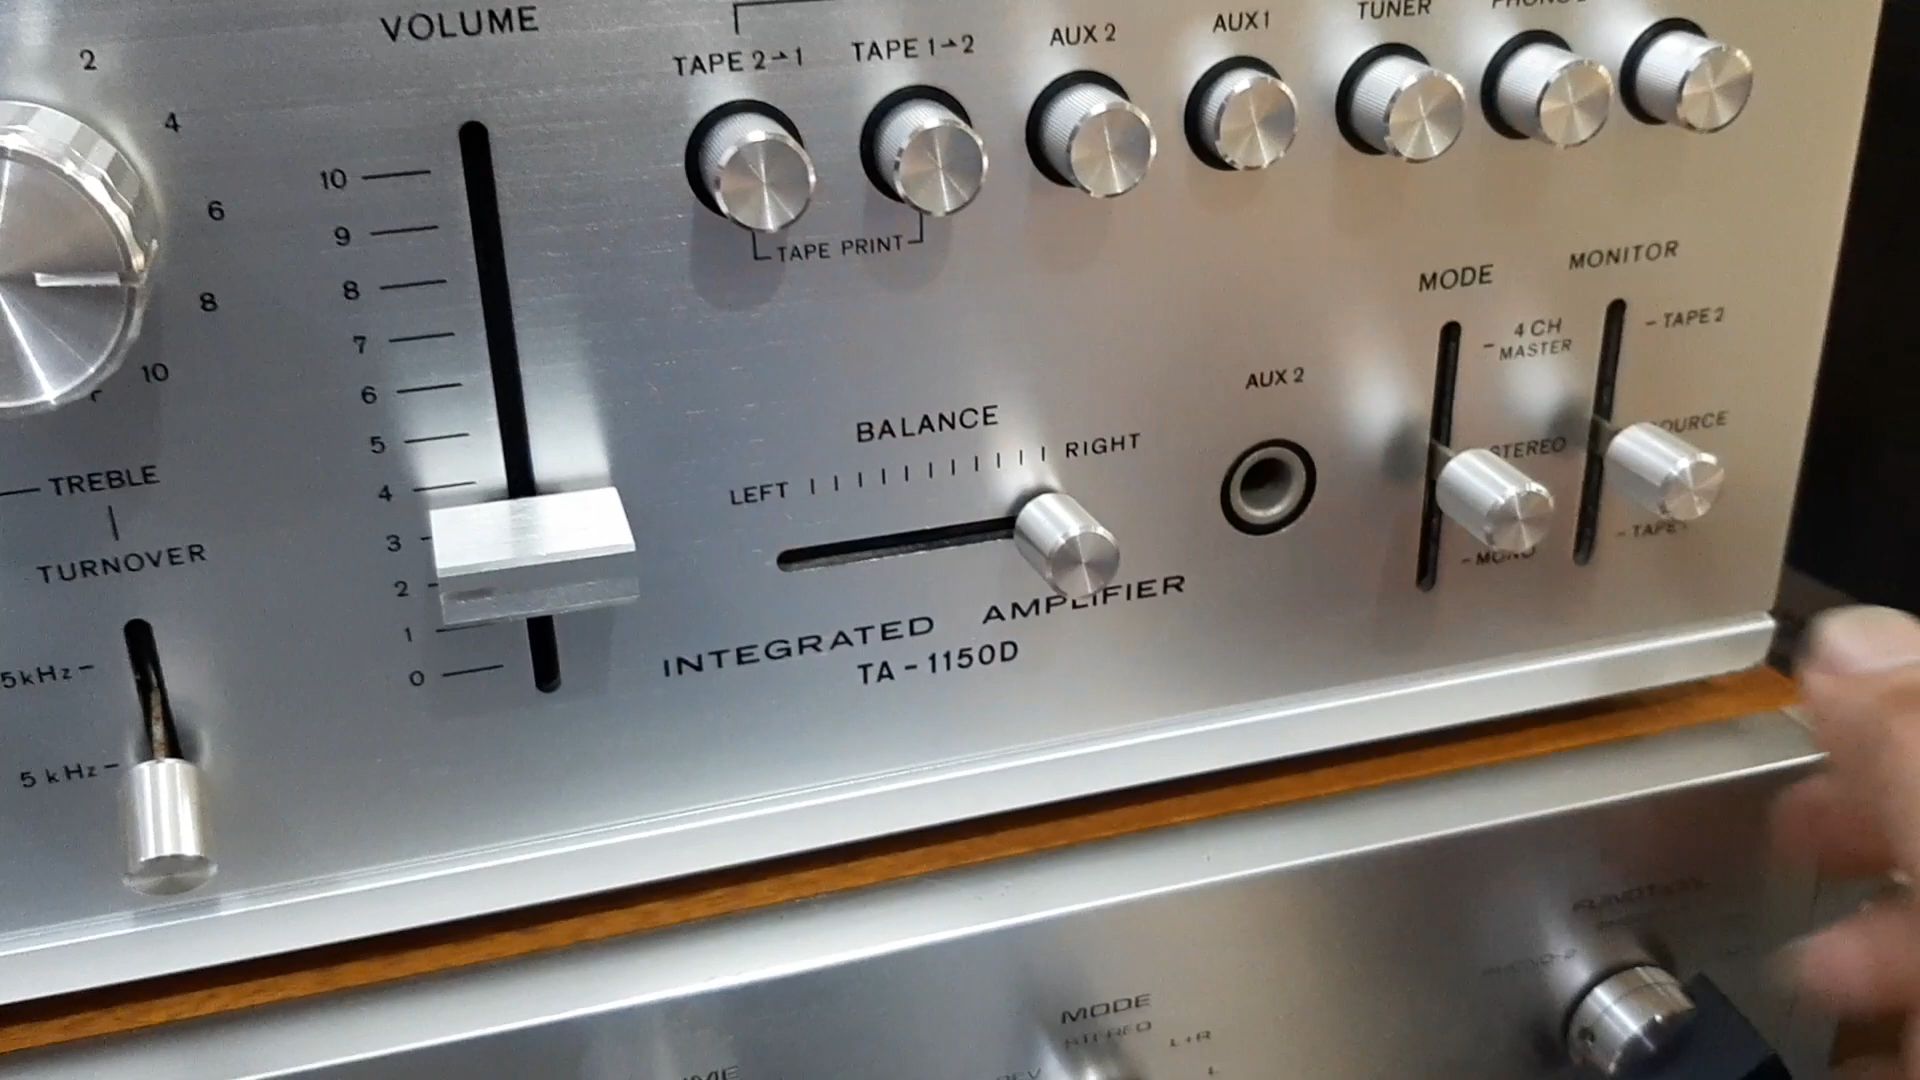 VOLUME
2
4
6
8
10
TAPE 2→1
TAPE 1→2
AUX 2
AUX 1
TUNER
TAPE PRINT
10
9
8
7
6
5
4
3
2
1
0
TREBLE
TURNOVER
5kHz
5 kHz
BALANCE
LEFT
RIGHT
AUX 2
MODE
4 CH
MASTER
STEREO
MONO
MONITOR
TAPE 2
TAPE
INTEGRATED AMPLIFIER
TA-1150D
MODE
STEREO
L+R
L